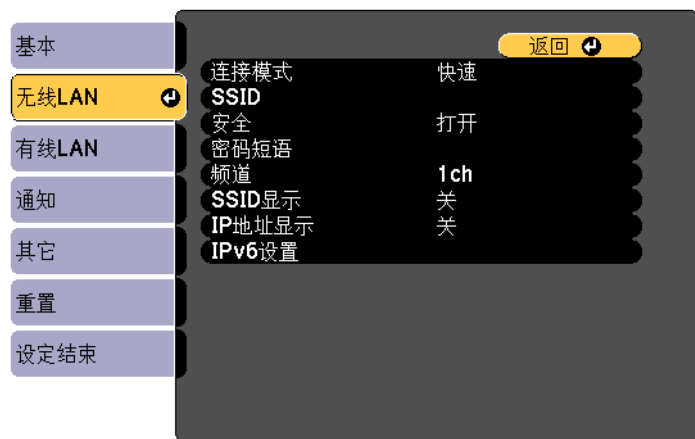 基本
无线LAN
有线LAN
通知
其它
重置
设定结束
返回
连接模式 快速
SSID
安全 打开
密码短语
频道 1ch
SSID显示 关
IP地址显示 关
IPv6设置